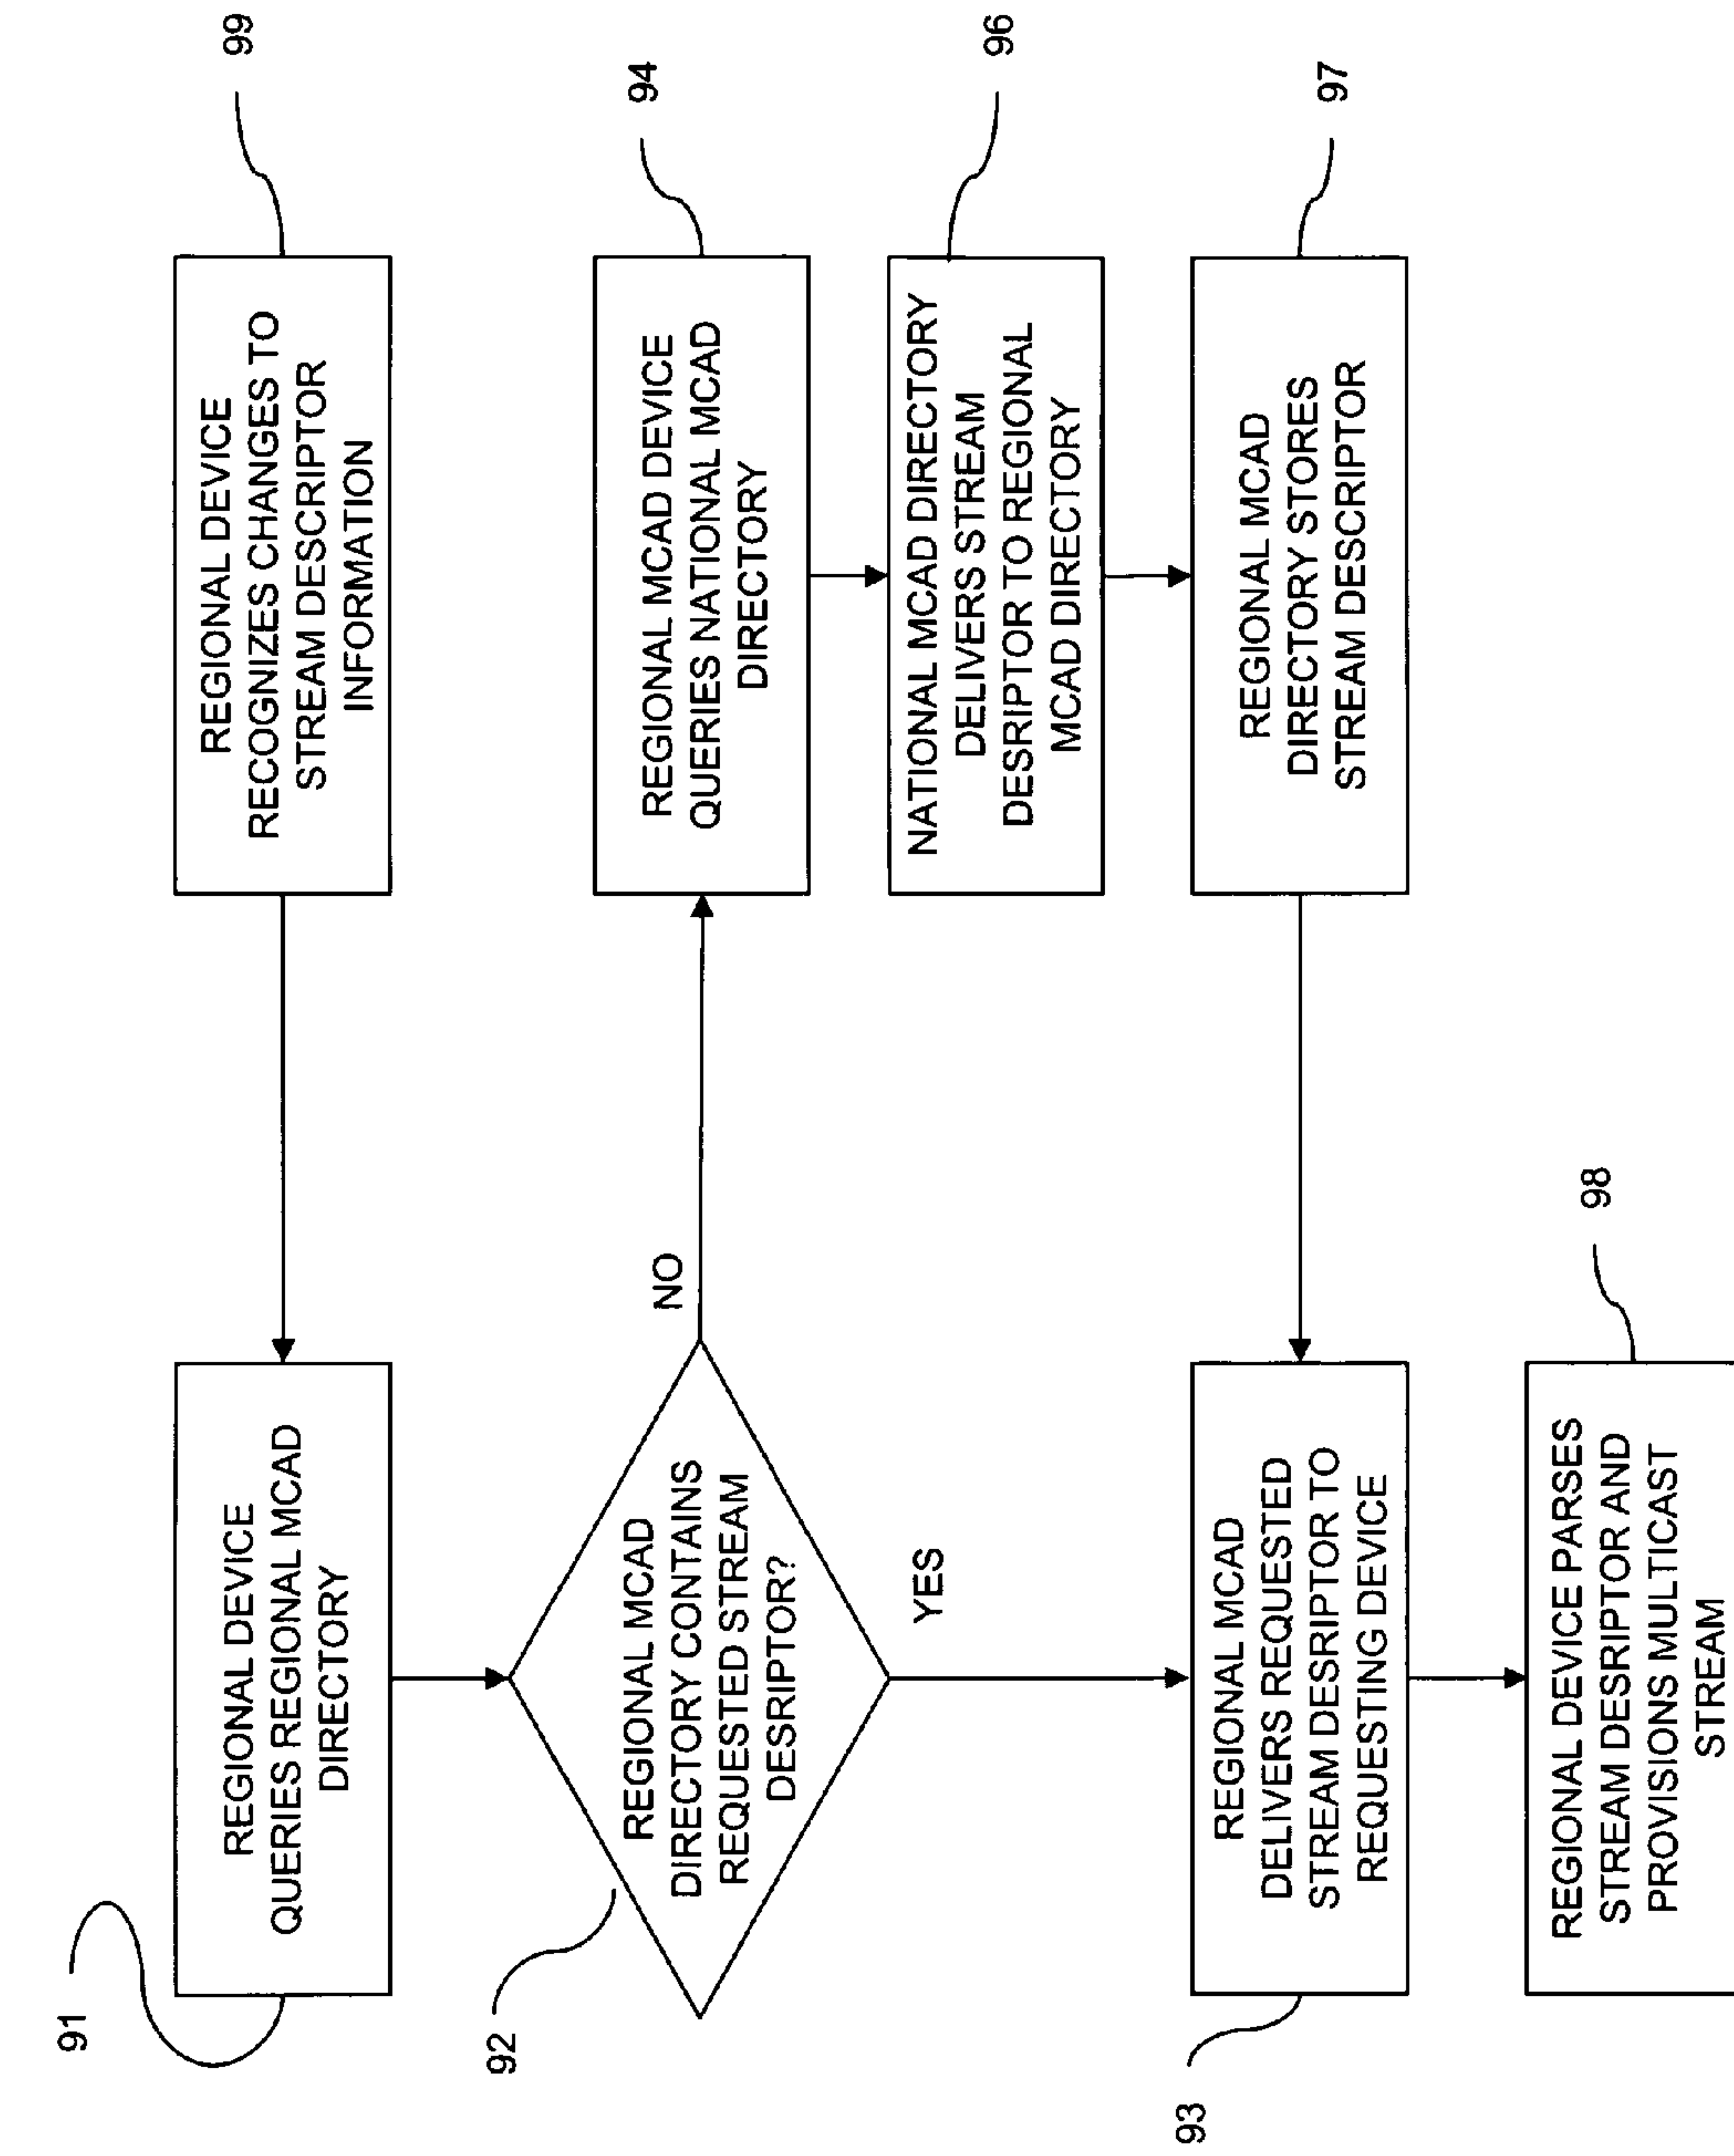 91
REGIONAL DEVICE
QUERIES REGIONAL MCAD
DIRECTORY
REGIONAL DEVICE
RECOGNIZES CHANGES TO
STREAM DESCRIPTOR
INFORMATION
99
92
REGIONAL MCAD
DIRECTORY CONTAINS
REQUESTED STREAM
DESRIPTOR?
NO
YES
REGIONAL MCAD DEVICE
QUERIES NATIONAL MCAD
DIRECTORY
94
NATIONAL MCAD DIRECTORY
DELIVERS STREAM
DESRIPTOR TO REGIONAL
MCAD DIRECTORY
96
93
REGIONAL MCAD
DELIVERS REQUESTED
STREAM DESRIPTOR TO
REQUESTING DEVICE
REGIONAL MCAD
DIRECTORY STORES
STREAM DESCRIPTOR
97
REGIONAL DEVICE PARSES
STREAM DESRIPTOR AND
PROVISIONS MULTICAST
STREAM
98